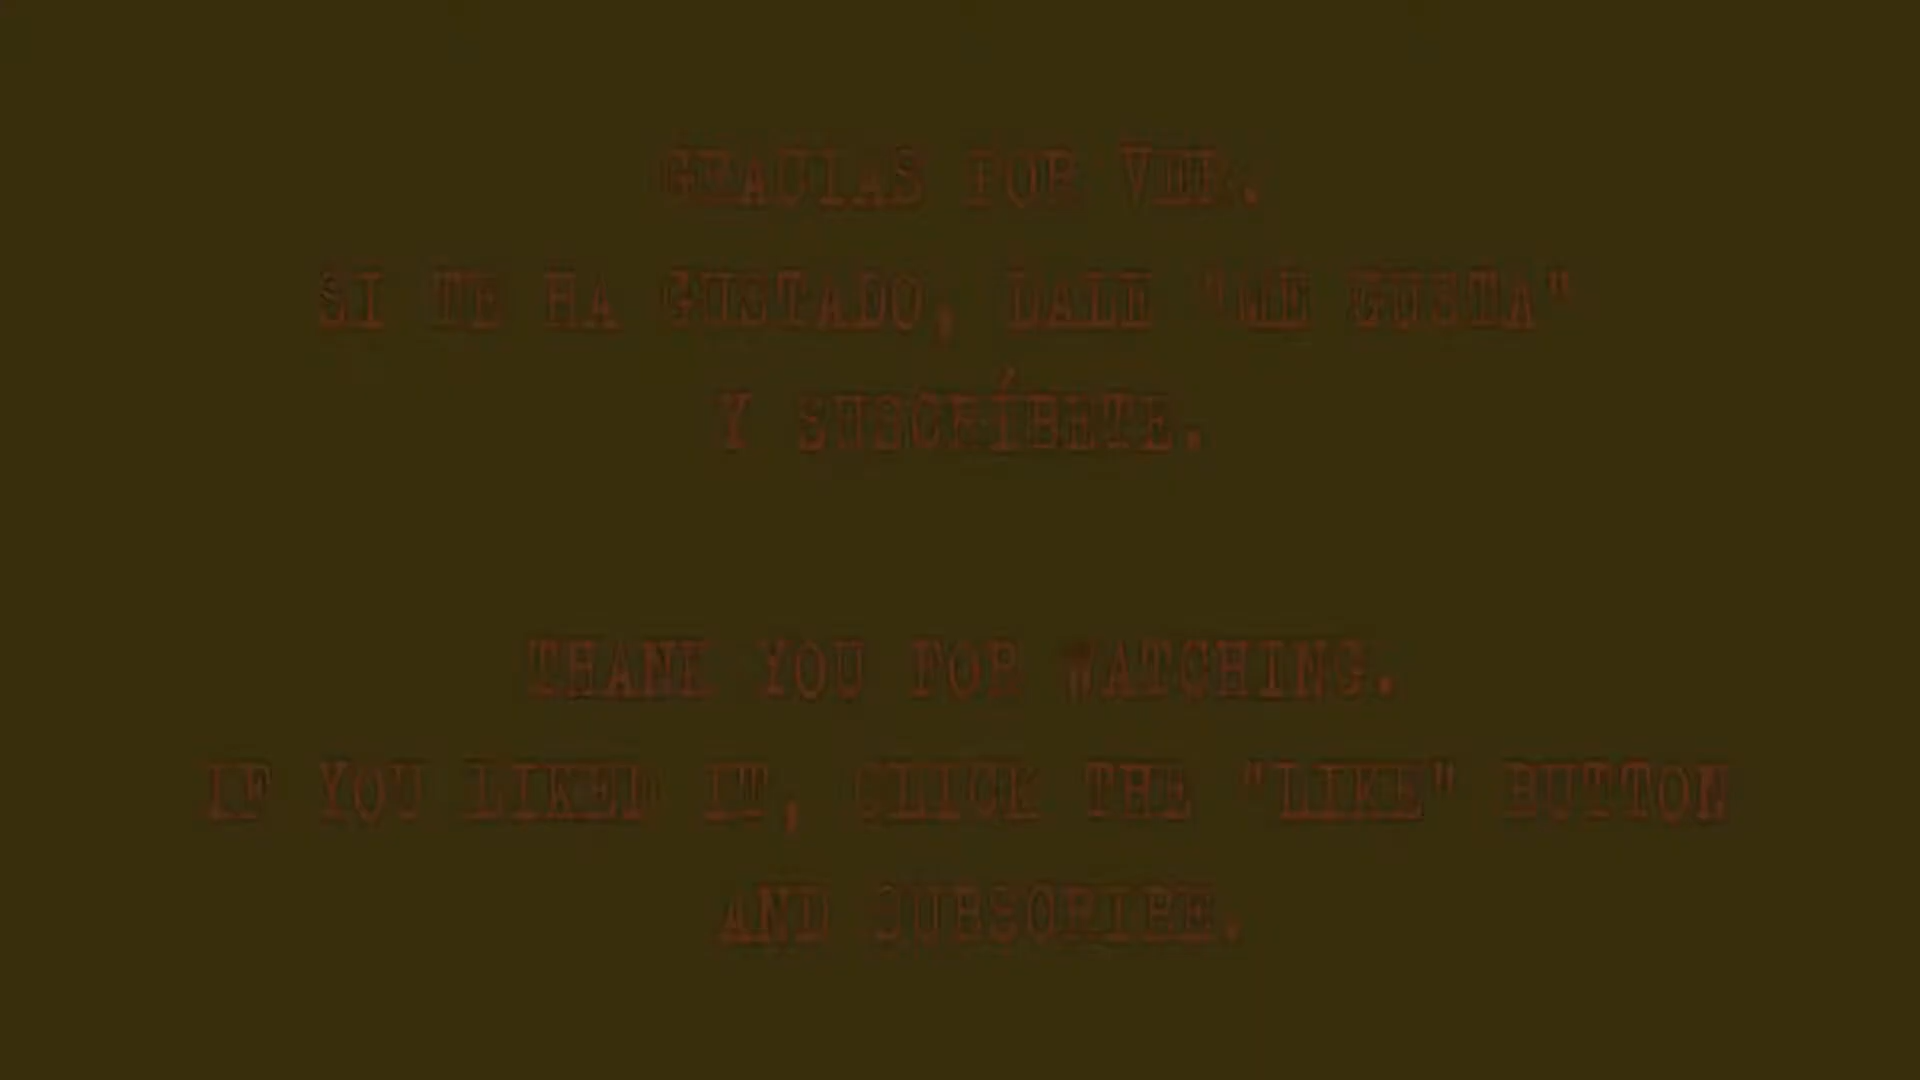 GRACIAS POR VER.
SI TE HA GUSTADO, DALE "ME GUSTA"
Y SUSCRÍBETE.
THANK YOU FOR WATCHING.
IF YOU LIKED IT, CLICK THE "LIKE" BUTTON
AND SUBSCRIBE.